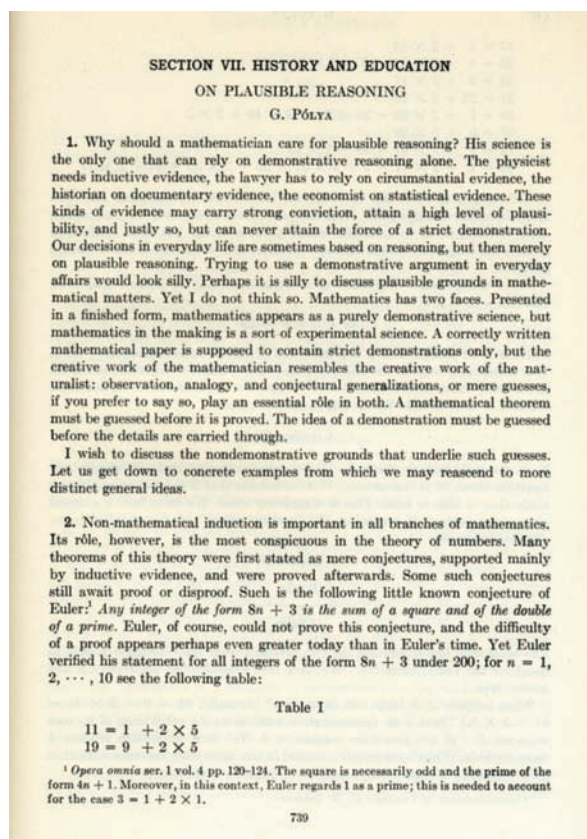 SECTION VII. HISTORY AND EDUCATION
ON PLAUSIBLE REASONING
G. PÓLYA
1. Why should a mathematician care for plausible reasoning? His science is
the only one that can rely on demonstrative reasoning alone. The physicist
needs inductive evidence, the lawyer has to rely on circumstantial evidence, the
historian on documentary evidence, the economist on statistical evidence. These
kinds of evidence may carry strong conviction, attain a high level of plausi-
bility, and justly so, but can never attain the force of a strict demonstration.
Our decisions in everyday life are sometimes based on reasoning, but then merely
on plausible reasoning. Trying to use a demonstrative argument in everyday
affairs would look silly. Perhaps it is silly to discuss plausible grounds in mathe-
matical matters. Yet I do not think so. Mathematics has two faces. Presented
in a finished form, mathematics appears as a purely demonstrative science, but
mathematics in the making is a sort of experimental science. A correctly written
mathematical paper is supposed to contain strict demonstrations only, but the
creative work of the mathematician resembles the creative work of the nat-
uralist: observation, analogy, and conjectural generalizations, or mere guesses,
if you prefer to say so, play an essential rôle in both. A mathematical theorem
must be guessed before it is proved. The idea of a demonstration must be guessed
before the details are carried through.
I wish to discuss the nondemonstrative grounds that underlie such guesses.
Let us get down to concrete examples from which we may reascend to more
distinct general ideas.
2. Non-mathematical induction is important in all branches of mathematics.
Its rôle, however, is the most conspicuous in the theory of numbers. Many
theorems of this theory were first stated as mere conjectures, supported mainly
by inductive evidence, and were proved afterwards. Some such conjectures
still await proof or disproof. Such is the following little known conjecture of
Euler:¹ Any integer of the form 8n + 3 is the sum of a square and of the double
of a prime. Euler, of course, could not prove this conjecture, and the difficulty
of a proof appears perhaps even greater today than in Euler's time. Yet Euler
verified his statement for all integers of the form 8n + 3 under 200; for n = 1,
2, ··· , 10 see the following table:
Table I
11 = 1 + 2 × 5
19 = 9 + 2 × 5
¹ Opera omnia ser. 1 vol. 4 pp. 120-124. The square is necessarily odd and the prime of the
form 4n + 1. Moreover, in this context, Euler regards 1 as a prime; this is needed to account
for the case 3 = 1 + 2 × 1.
739